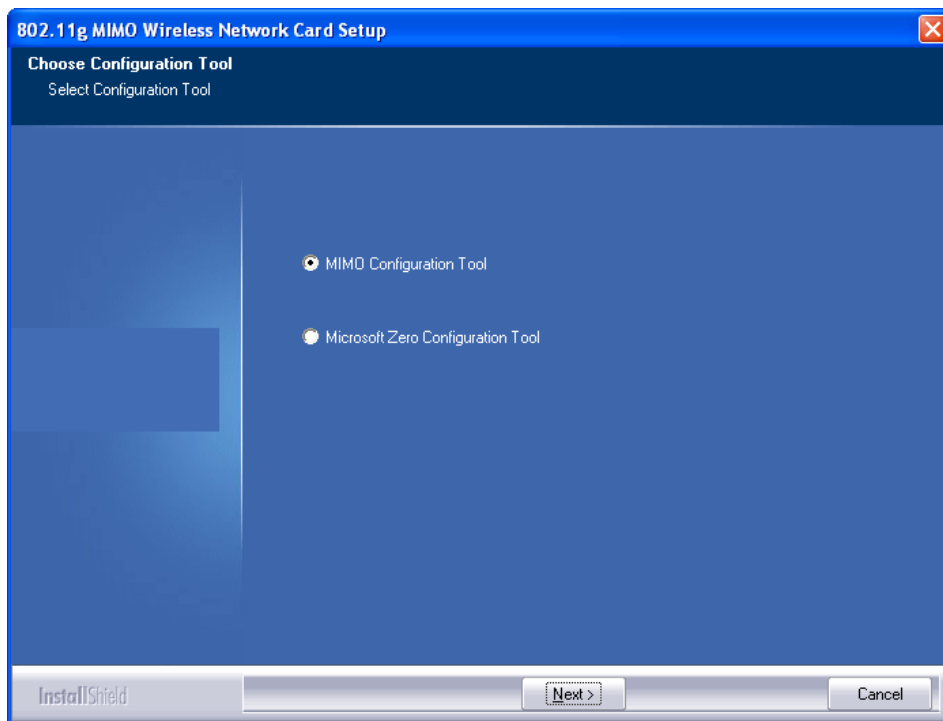 802.11g MIMO Wireless Network Card Setup
Choose Configuration Tool
Select Configuration Tool
MIMO Configuration Tool
Microsoft Zero Configuration Tool
InstallShield
Next >
Cancel